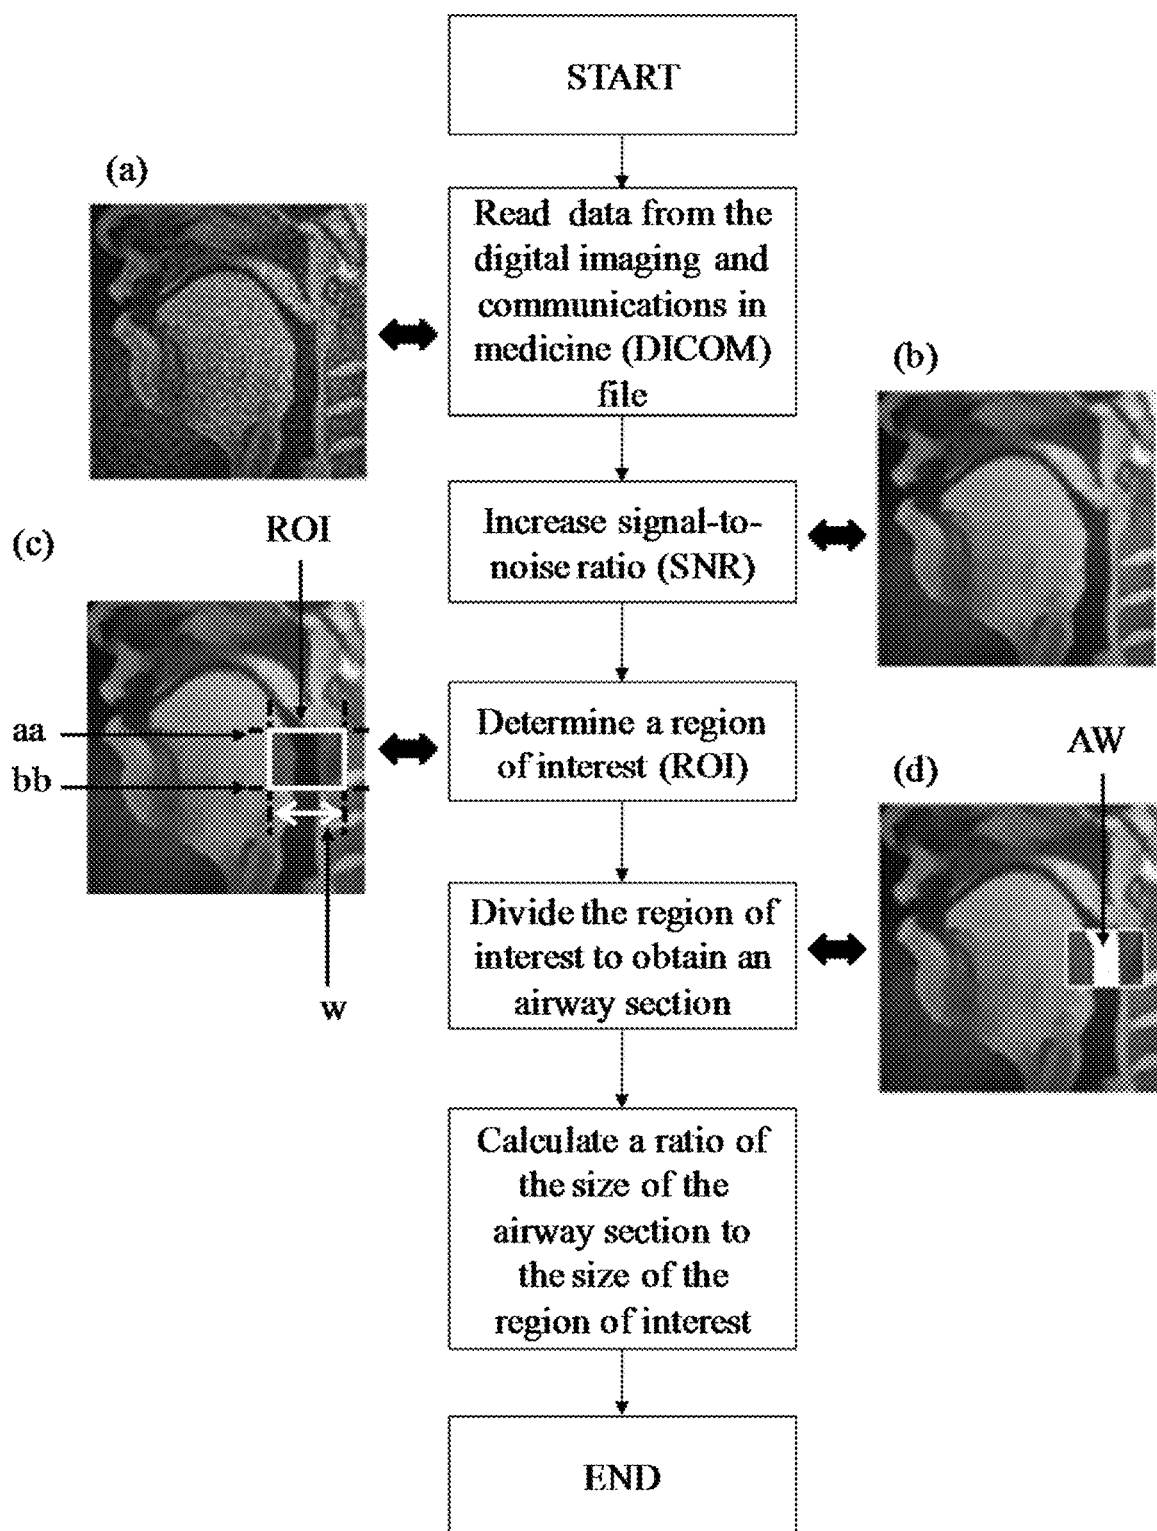 START
(a)
Read data from the
digital imaging and
communications in
medicine (DICOM)
file
(b)
Increase signal-to-
noise ratio (SNR)
(c)
ROI
aa
bb
w
Determine a region
of interest (ROI)
(d)
AW
Divide the region of
interest to obtain an
airway section
Calculate a ratio of
the size of the
airway section to
the size of the
region of interest
END